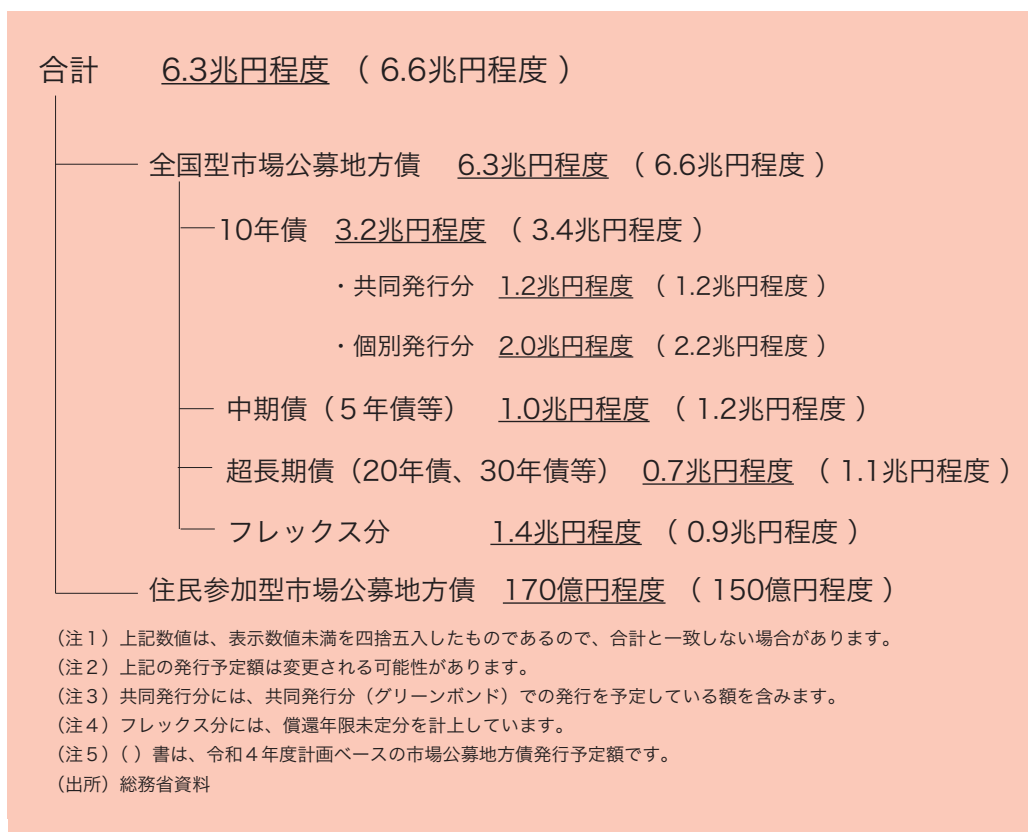 合計 6.3兆円程度 （ 6.6兆円程度 ）
全国型市場公募地方債 6.3兆円程度 （ 6.6兆円程度 ）
10年債 3.2兆円程度 （ 3.4兆円程度 ）
・共同発行分 1.2兆円程度 （ 1.2兆円程度 ）
・個別発行分 2.0兆円程度 （ 2.2兆円程度 ）
中期債（５年債等） 1.0兆円程度 （ 1.2兆円程度 ）
超長期債（20年債、30年債等） 0.7兆円程度 （ 1.1兆円程度 ）
フレックス分 1.4兆円程度 （ 0.9兆円程度 ）
住民参加型市場公募地方債 170億円程度 （ 150億円程度 ）
（注１）上記数値は、表示数値未満を四捨五入したものであるので、合計と一致しない場合があります。
（注２）上記の発行予定額は変更される可能性があります。
（注３）共同発行分には、共同発行分（グリーンボンド）での発行を予定している額を含みます。
（注４）フレックス分には、償還年限未定分を計上しています。
（注５）( ）書は、令和４年度計画ベースの市場公募地方債発行予定額です。
（出所）総務省資料